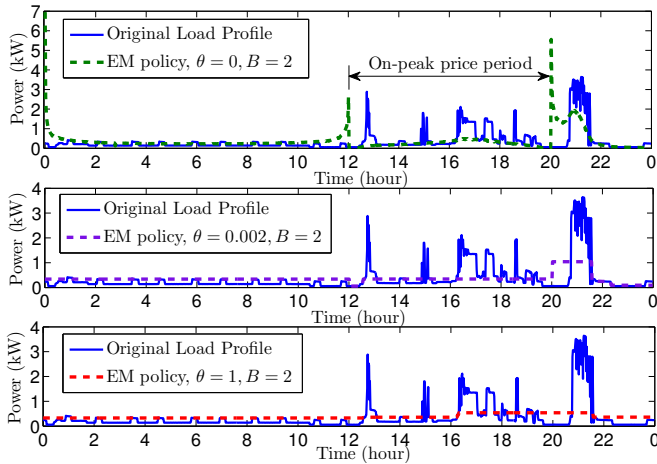 Power (kW)
7
6
5
4
3
2
1
0
Original Load Profile
EM policy, θ = 0, B = 2
On-peak price period
0 2 4 6 8 10 12 14 16 18 20 22 0
Time (hour)
Power (kW)
4
3
2
1
0
Original Load Profile
EM policy, θ = 0.002, B = 2
0 2 4 6 8 10 12 14 16 18 20 22 0
Time (hour)
Power (kW)
4
3
2
1
0
Original Load Profile
EM policy, θ = 1, B = 2
0 2 4 6 8 10 12 14 16 18 20 22 0
Time (hour)